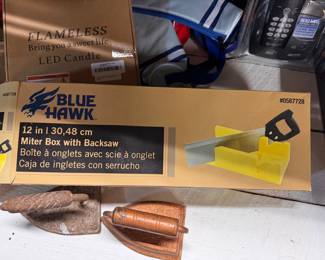 FLAMELESS
Bring you a sweet life
LED Candle
BLUE
HAWK
#0587728
12 in | 30,48 cm
Miter Box with Backsaw
Boîte à onglets avec scie à onglet
Caja de ingletes con serrucho